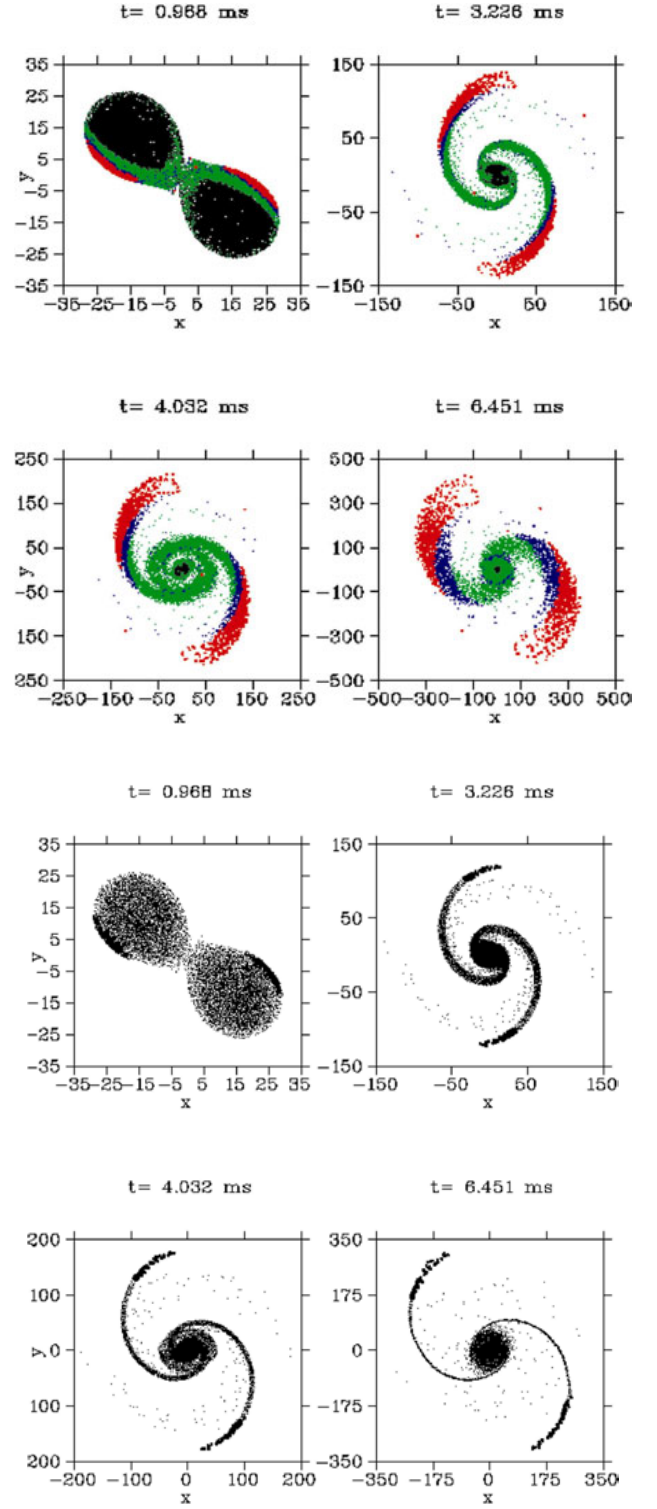 t= 0.968 ms
35
25
15
5
-5
-15
-25
-35
y
-35-25-15-5 5 15 25 35
x
t= 3.226 ms
150
50
-50
-150
-150 -50 50 150
x
t= 4.032 ms
250
150
50
-50
150
250
y
-250-150-50 50 150 250
x
t= 6.451 ms
500
300
100
-100
-300
-500
-500-300-100 100 300 500
x
t= 0.968 ms
35
25
15
5
-5
-15
-25
-35
y
-35-25-15-5 5 15 25 35
x
t= 3.226 ms
150
50
-50
-150
-150 -50 50 150
x
t= 4.032 ms
200
100
0
100
200
y
-200 -100 0 100 200
x
t= 6.451 ms
350
175
0
-175
-350
-350 -175 0 175 350
x